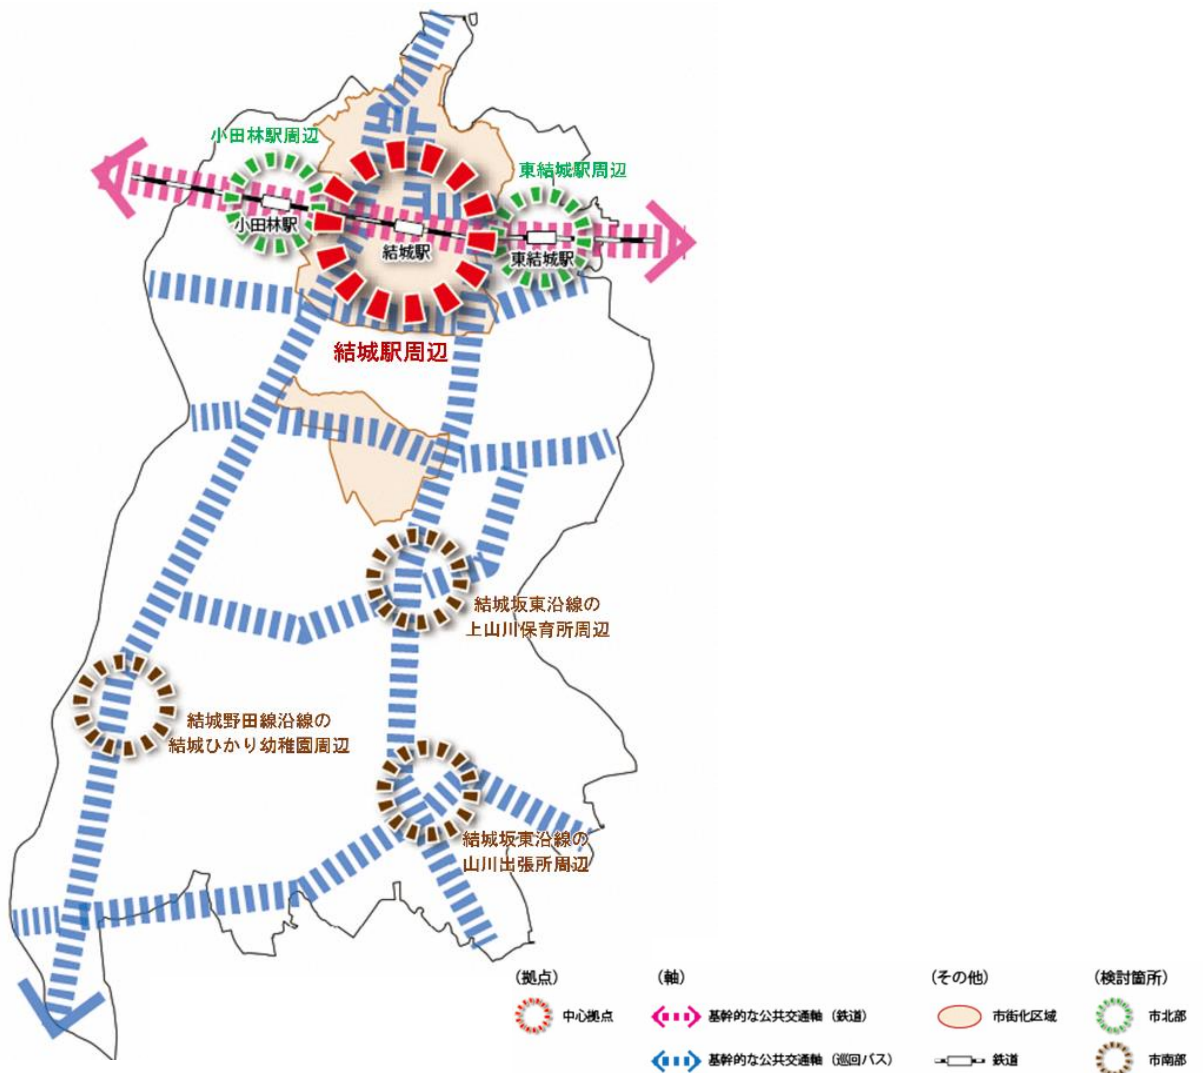 小田林駅周辺
東結城駅周辺
小田林駅
結城駅
東結城駅
結城駅周辺
結城坂東沿線の
上山川保育所周辺
結城野田線沿線の
結城ひかり幼稚園周辺
結城坂東沿線の
山川出張所周辺
(拠点)
(軸)
(その他)
(検討箇所)
中心拠点
基幹的な公共交通軸（鉄道）
市街化区域
市北部
基幹的な公共交通軸（巡回バス）
鉄道
市南部